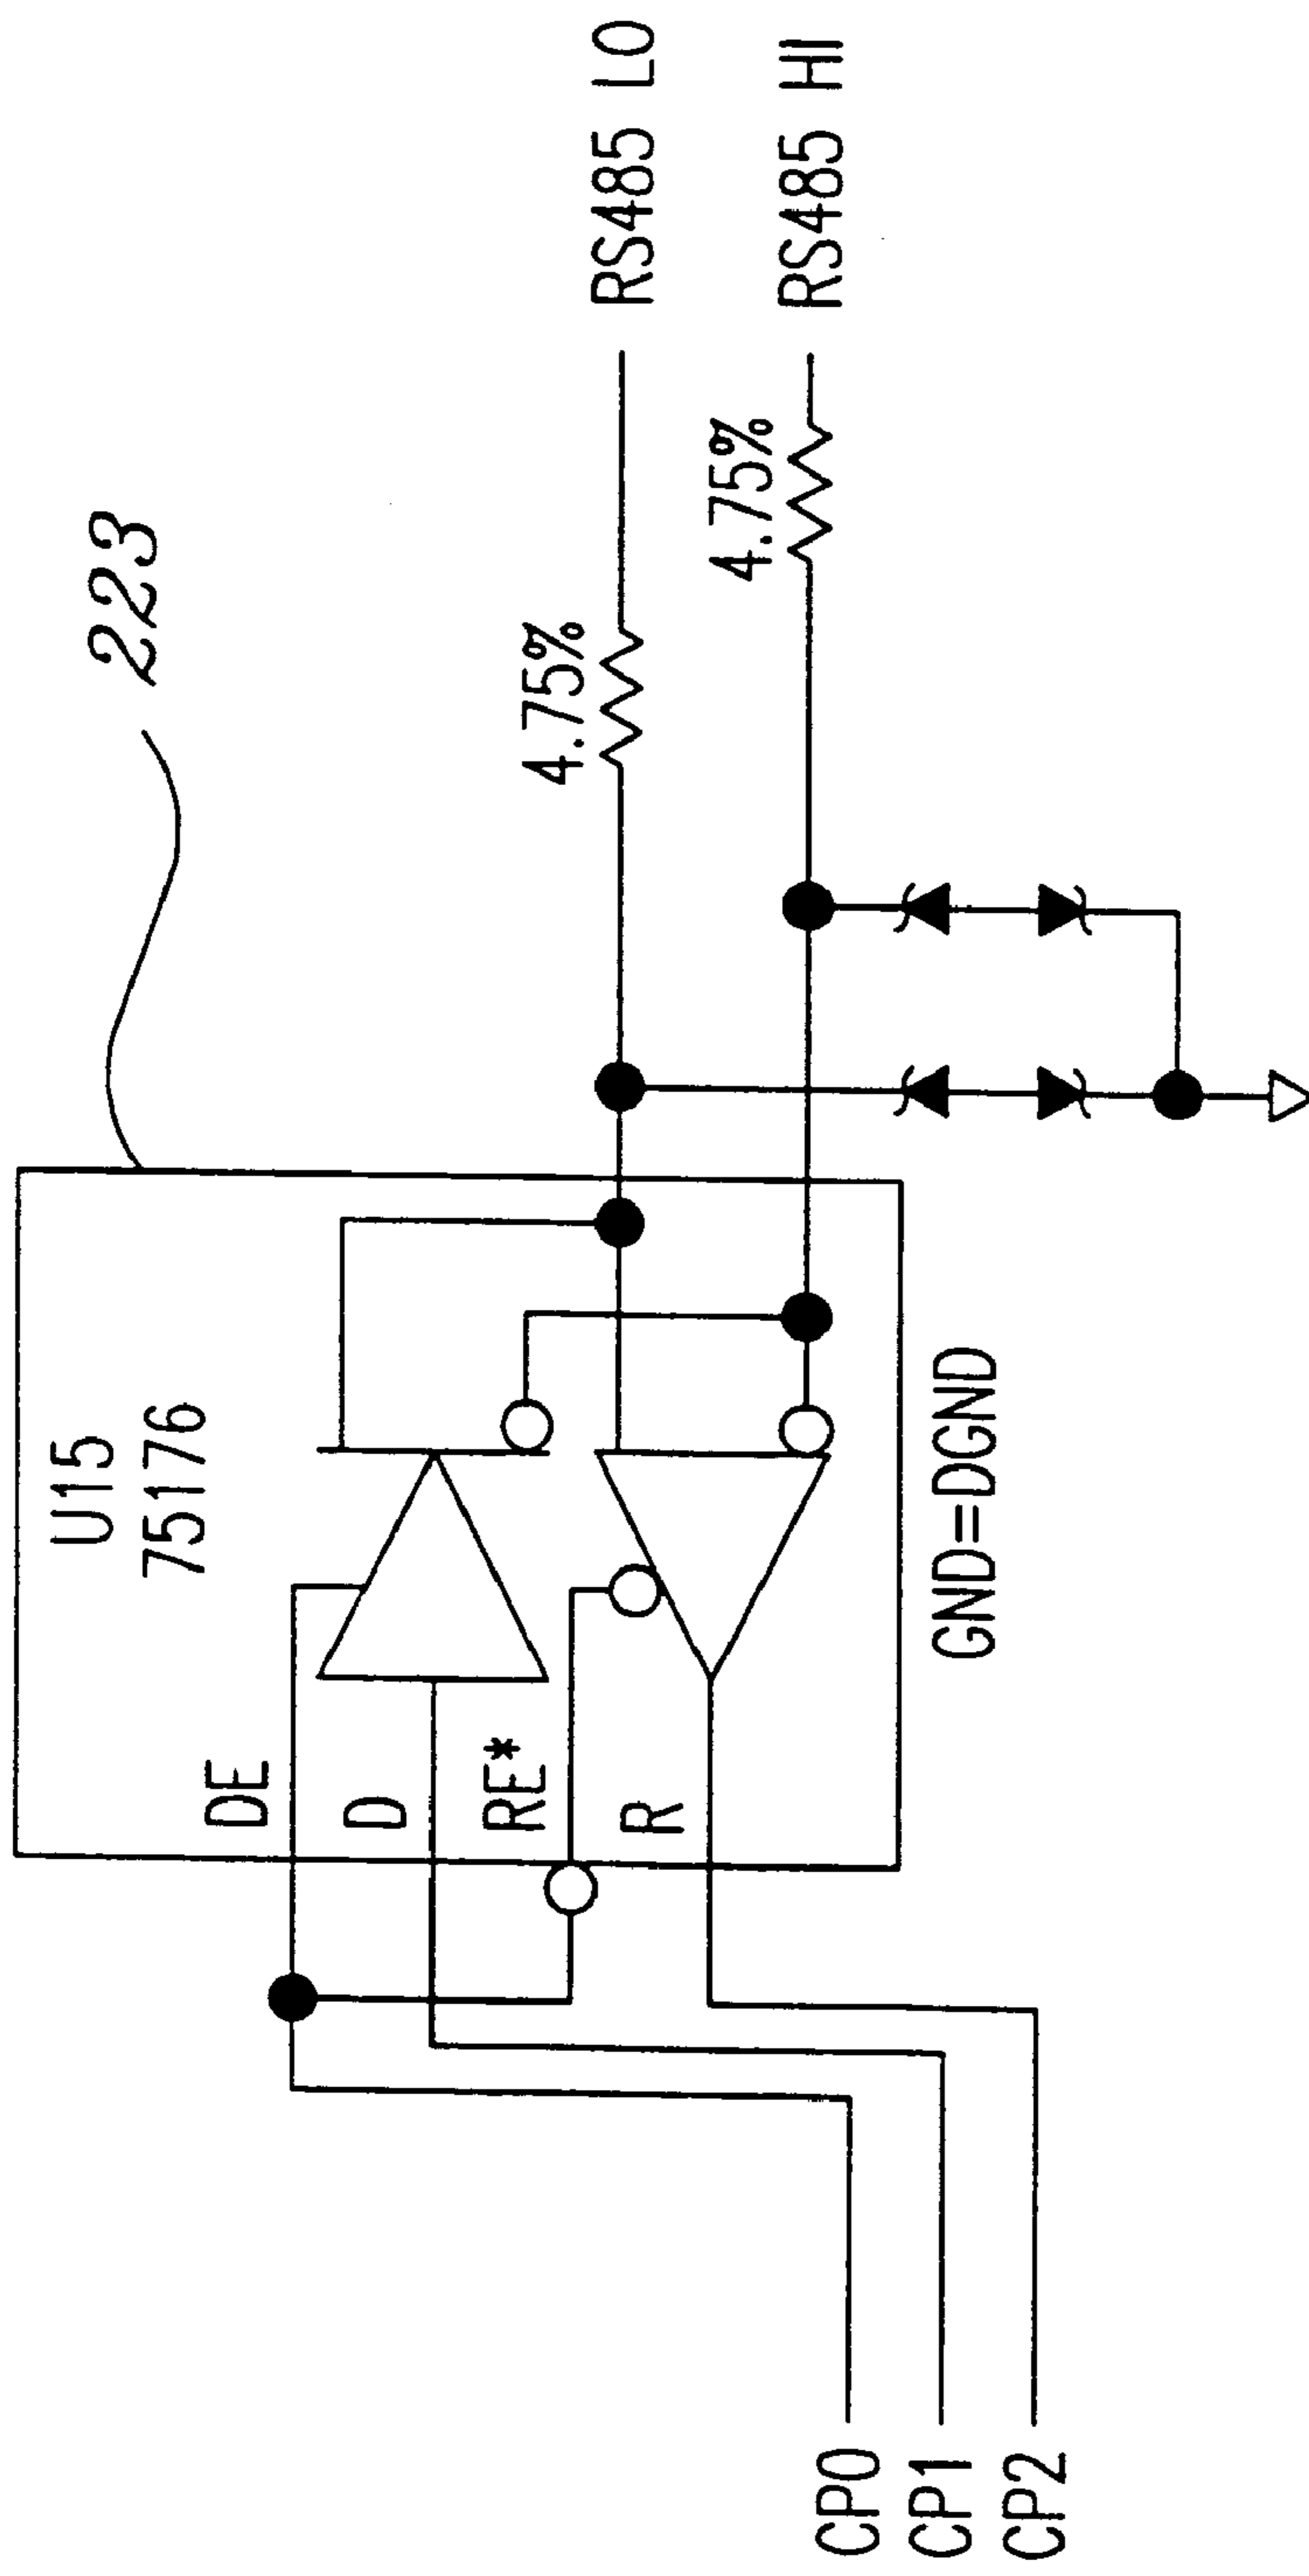 223
U15
75176
DE
D
RE*
R
GND=DGND
4.75%
4.75%
RS485 LO
RS485 HI
CP0
CP1
CP2